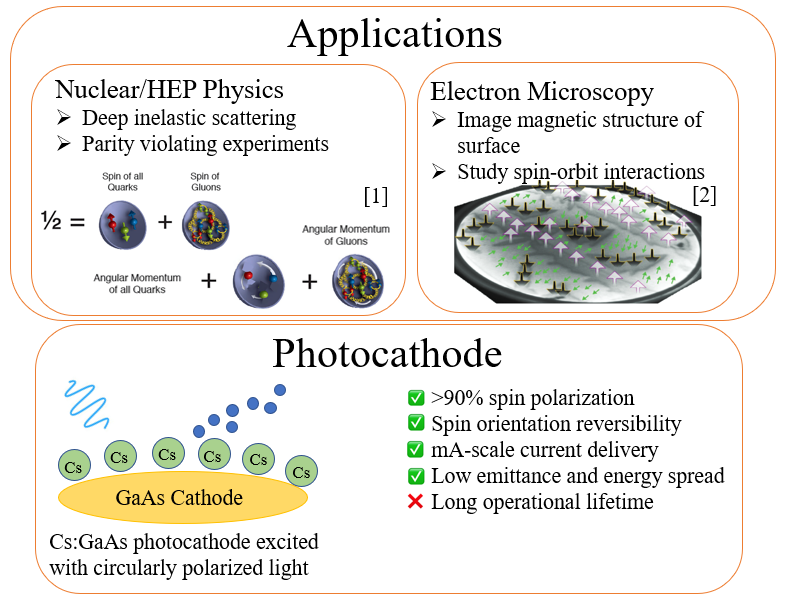 Applications
Nuclear/HEP Physics
➢ Deep inelastic scattering
➢ Parity violating experiments
Spin of all
Quarks
Spin of
Gluons
[1]
½ =
+
Angular Momentum
of Gluons
Angular Momentum
of all Quarks
+
+
Electron Microscopy
➢ Image magnetic structure of
surface
➢ Study spin-orbit interactions
[2]
Photocathode
Cs
Cs
Cs
Cs
Cs
Cs
GaAs Cathode
Cs:GaAs photocathode excited
with circularly polarized light
✅ >90% spin polarization
✅ Spin orientation reversibility
✅ mA-scale current delivery
✅ Low emittance and energy spread
❌ Long operational lifetime